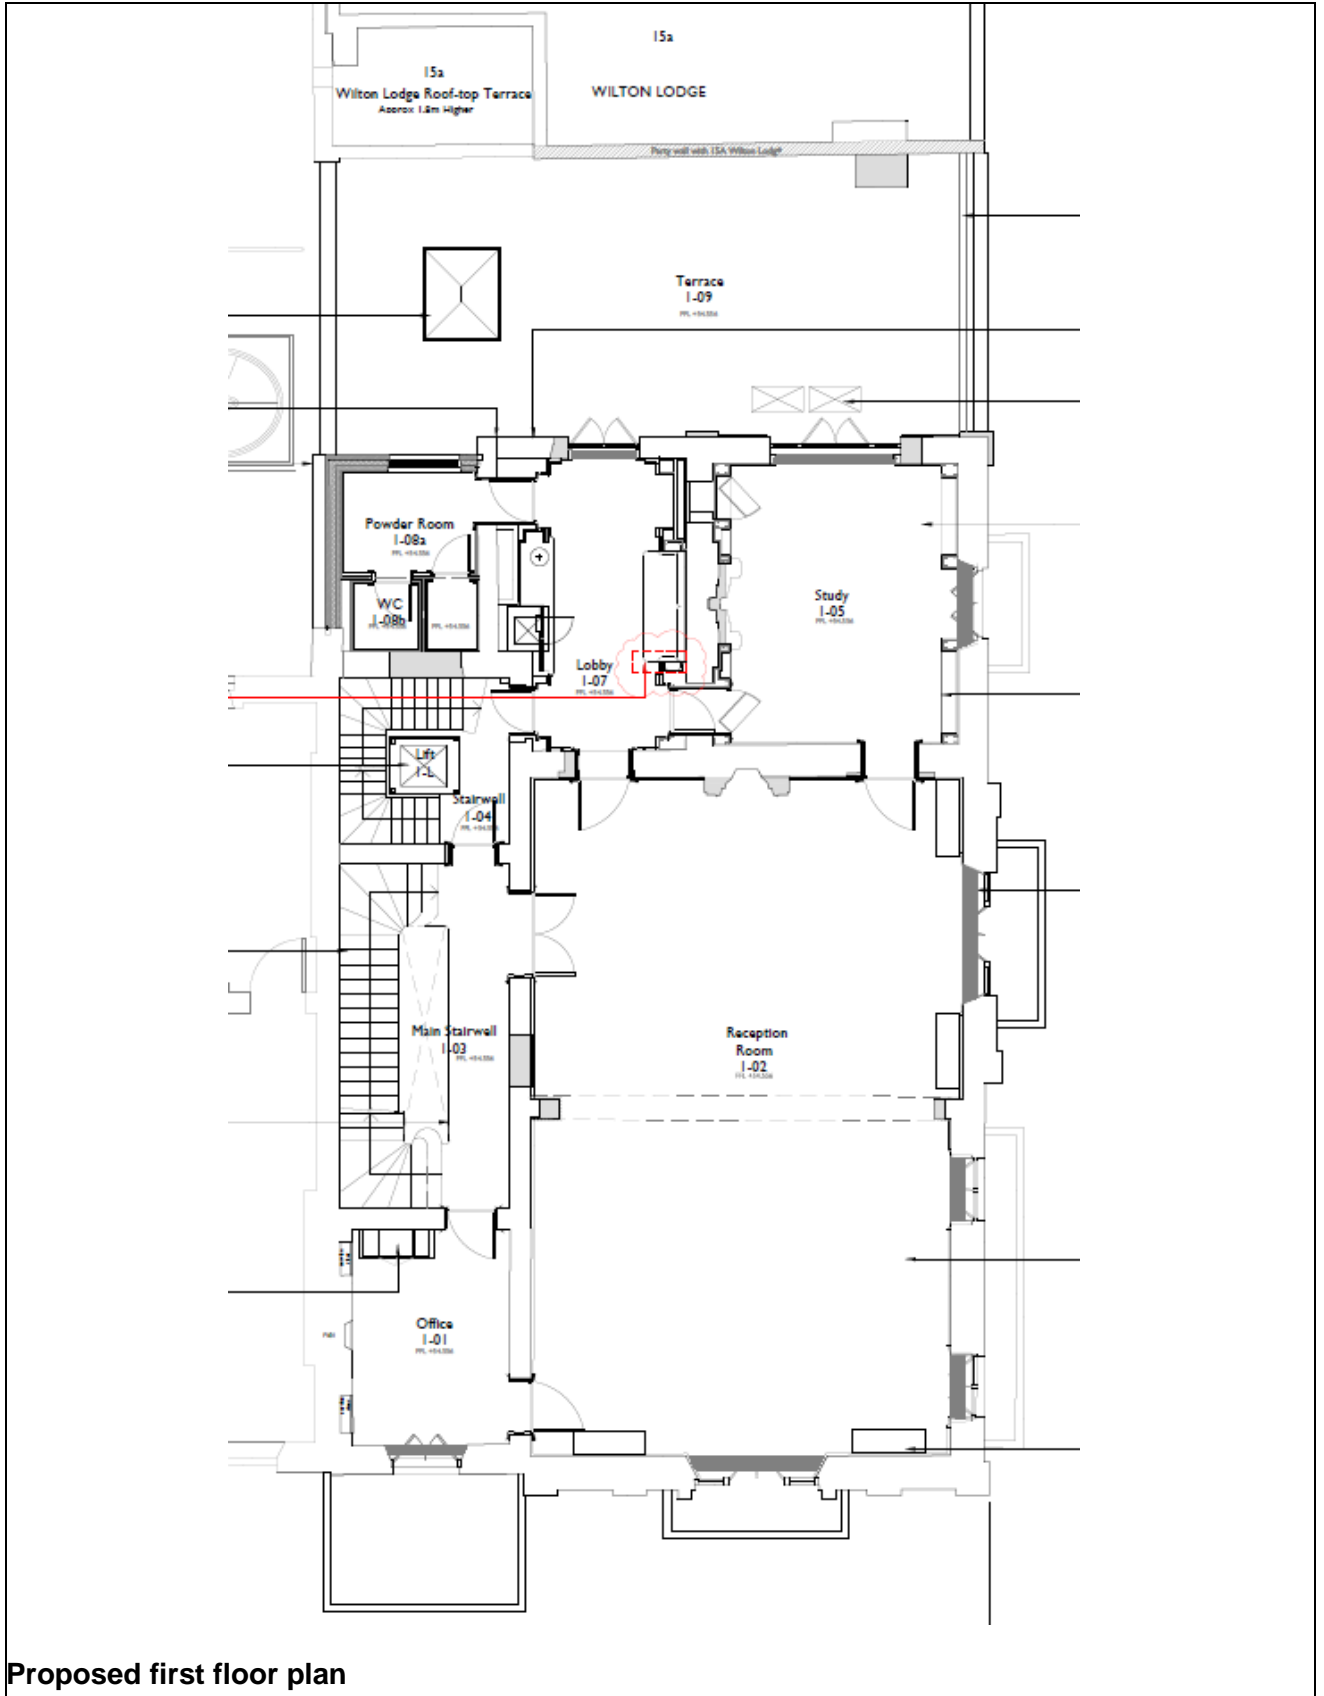 15a
15a
Wilton Lodge Roof-top Terrace
Approx 1.8m Higher
WILTON LODGE
Party wall with 15A Wilton Lodge
Terrace
1-09
Powder Room
1-08a
WC
1-08b
Study
1-05
Lobby
1-07
Lift
1-L
Stairwell
1-04
Main Stairwell
1-03
Reception
Room
1-02
Office
1-01
Proposed first floor plan